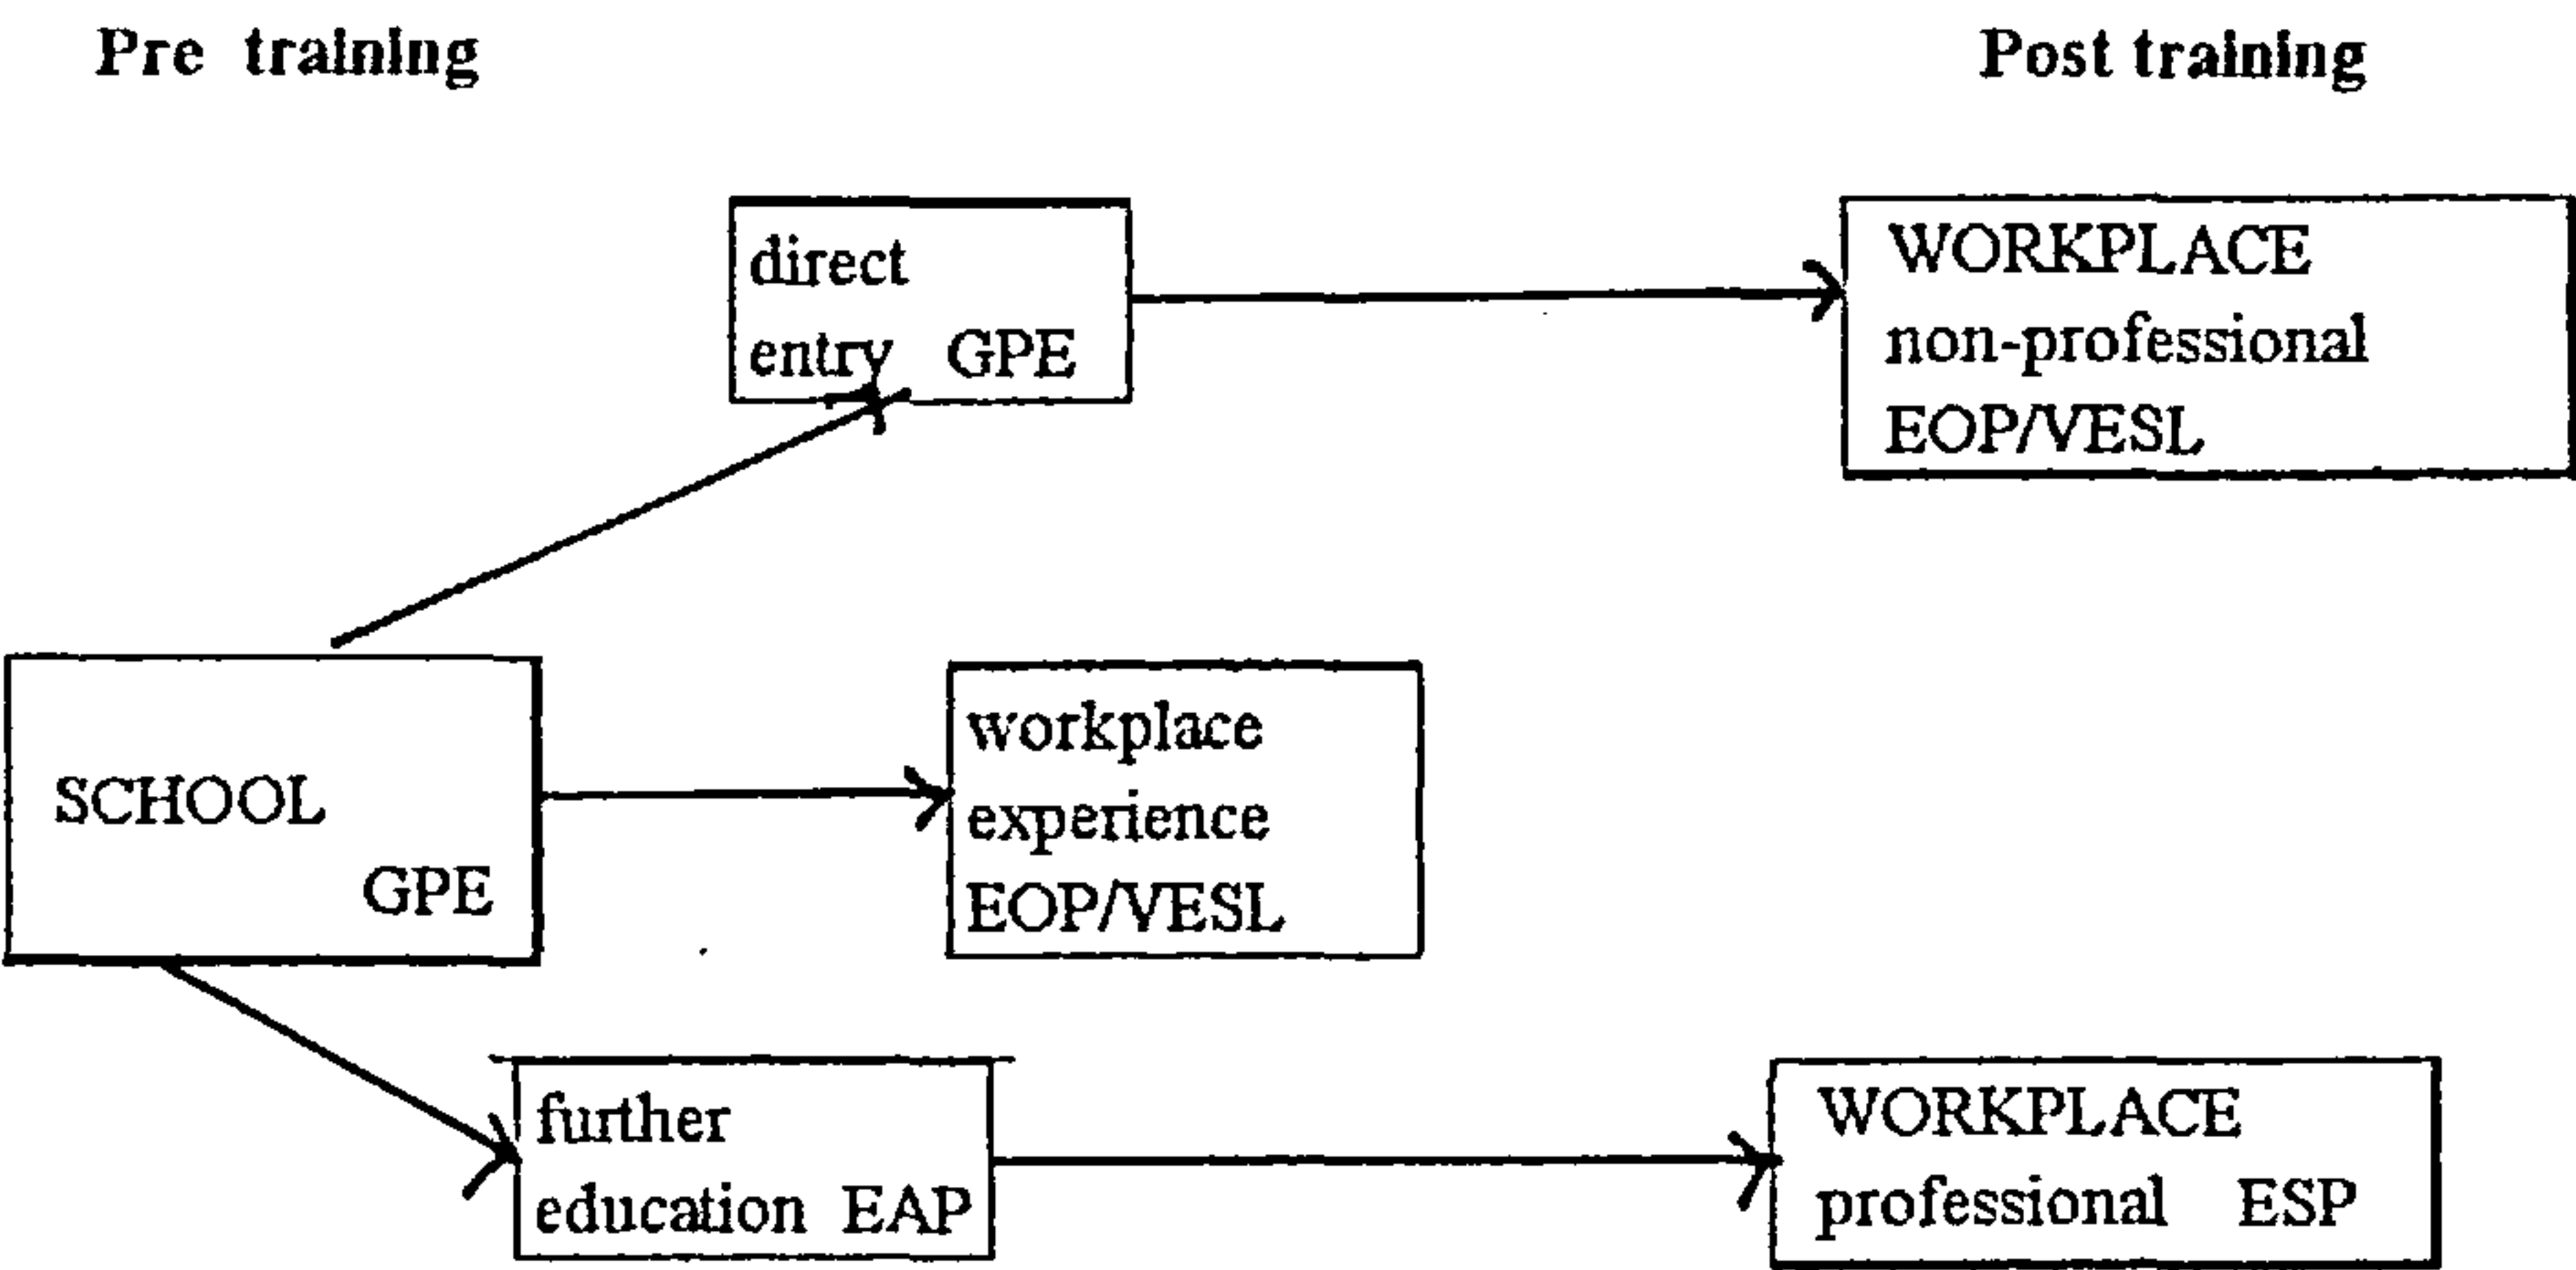 Pre training
Post training
direct
entry GPE
WORKPLACE
non-professional
EOP/VESL
SCHOOL
GPE
workplace
experience
EOP/VESL
further
education EAP
WORKPLACE
professional ESP